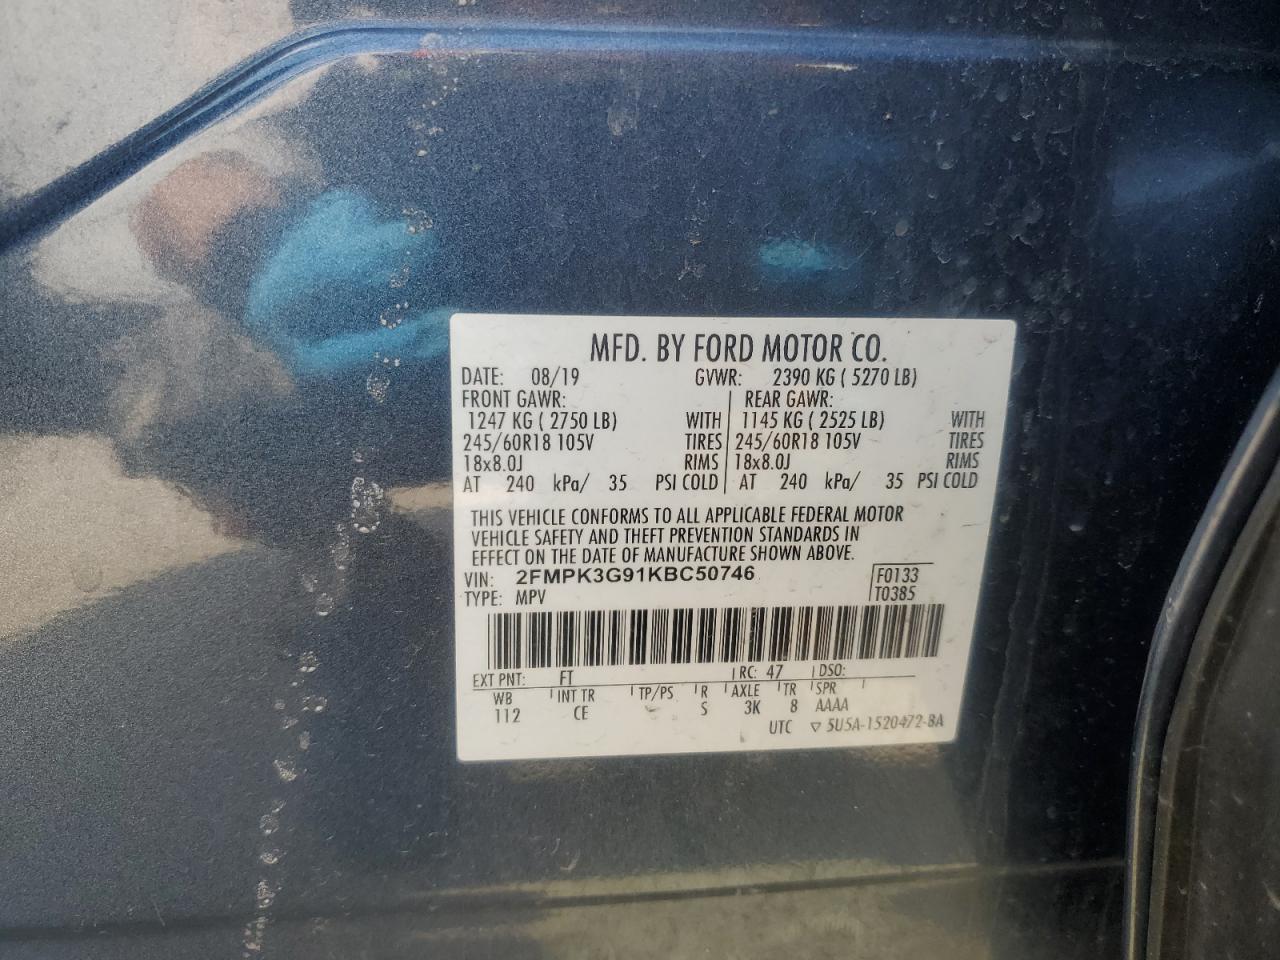 MFD. BY FORD MOTOR CO.
DATE: 08/19 GVWR: 2390 KG ( 5270 LB)
FRONT GAWR: REAR GAWR:
1247 KG ( 2750 LB) WITH 1145 KG ( 2525 LB) WITH
245/60R18 105V TIRES 245/60R18 105V TIRES
18x8.0J RIMS 18x8.0J RIMS
AT 240 kPa/ 35 PSI COLD AT 240 kPa/ 35 PSI COLD
THIS VEHICLE CONFORMS TO ALL APPLICABLE FEDERAL MOTOR
VEHICLE SAFETY AND THEFT PREVENTION STANDARDS IN
EFFECT ON THE DATE OF MANUFACTURE SHOWN ABOVE.
VIN: 2FMPK3G91KBC50746 F0133
TYPE: MPV T0385
EXT PNT: FT RC: 47 DSO:
WB INT TR TP/PS R AXLE TR SPR
112 CE S 3K 8 AAAA
UTC ▽ 5U5A-1520472-BA